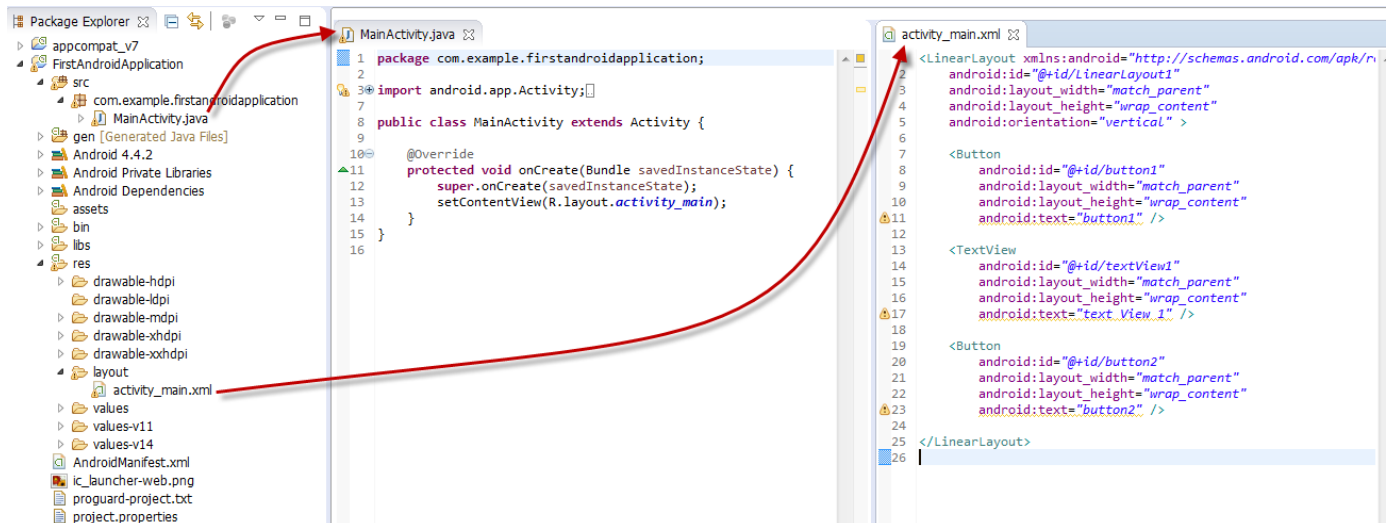 Package Explorer
appcompat_v7
FirstAndroidApplication
src
com.example.firstandroidapplication
MainActivity.java
gen [Generated Java Files]
Android 4.4.2
Android Private Libraries
Android Dependencies
assets
bin
libs
res
drawable-hdpi
drawable-ldpi
drawable-mdpi
drawable-xhdpi
drawable-xxhdpi
layout
activity_main.xml
values
values-v11
values-v14
AndroidManifest.xml
ic_launcher-web.png
proguard-project.txt
project.properties
MainActivity.java
1 package com.example.firstandroidapplication;
2
3 import android.app.Activity;
7
8 public class MainActivity extends Activity {
9
10 @Override
11 protected void onCreate(Bundle savedInstanceState) {
12 super.onCreate(savedInstanceState);
13 setContentView(R.layout.activity_main);
14 }
15 }
16
activity_main.xml
<LinearLayout xmlns:android="http://schemas.android.com/apk/r
2 android:id="@+id/LinearLayout1"
3 android:layout_width="match_parent"
4 android:layout_height="wrap_content"
5 android:orientation="vertical" >
6
7 <Button
8 android:id="@+id/button1"
9 android:layout_width="match_parent"
10 android:layout_height="wrap_content"
11 android:text="button1" />
12
13 <TextView
14 android:id="@+id/textView1"
15 android:layout_width="match_parent"
16 android:layout_height="wrap_content"
17 android:text="text View 1" />
18
19 <Button
20 android:id="@+id/button2"
21 android:layout_width="match_parent"
22 android:layout_height="wrap_content"
23 android:text="button2" />
24
25 </LinearLayout>
26